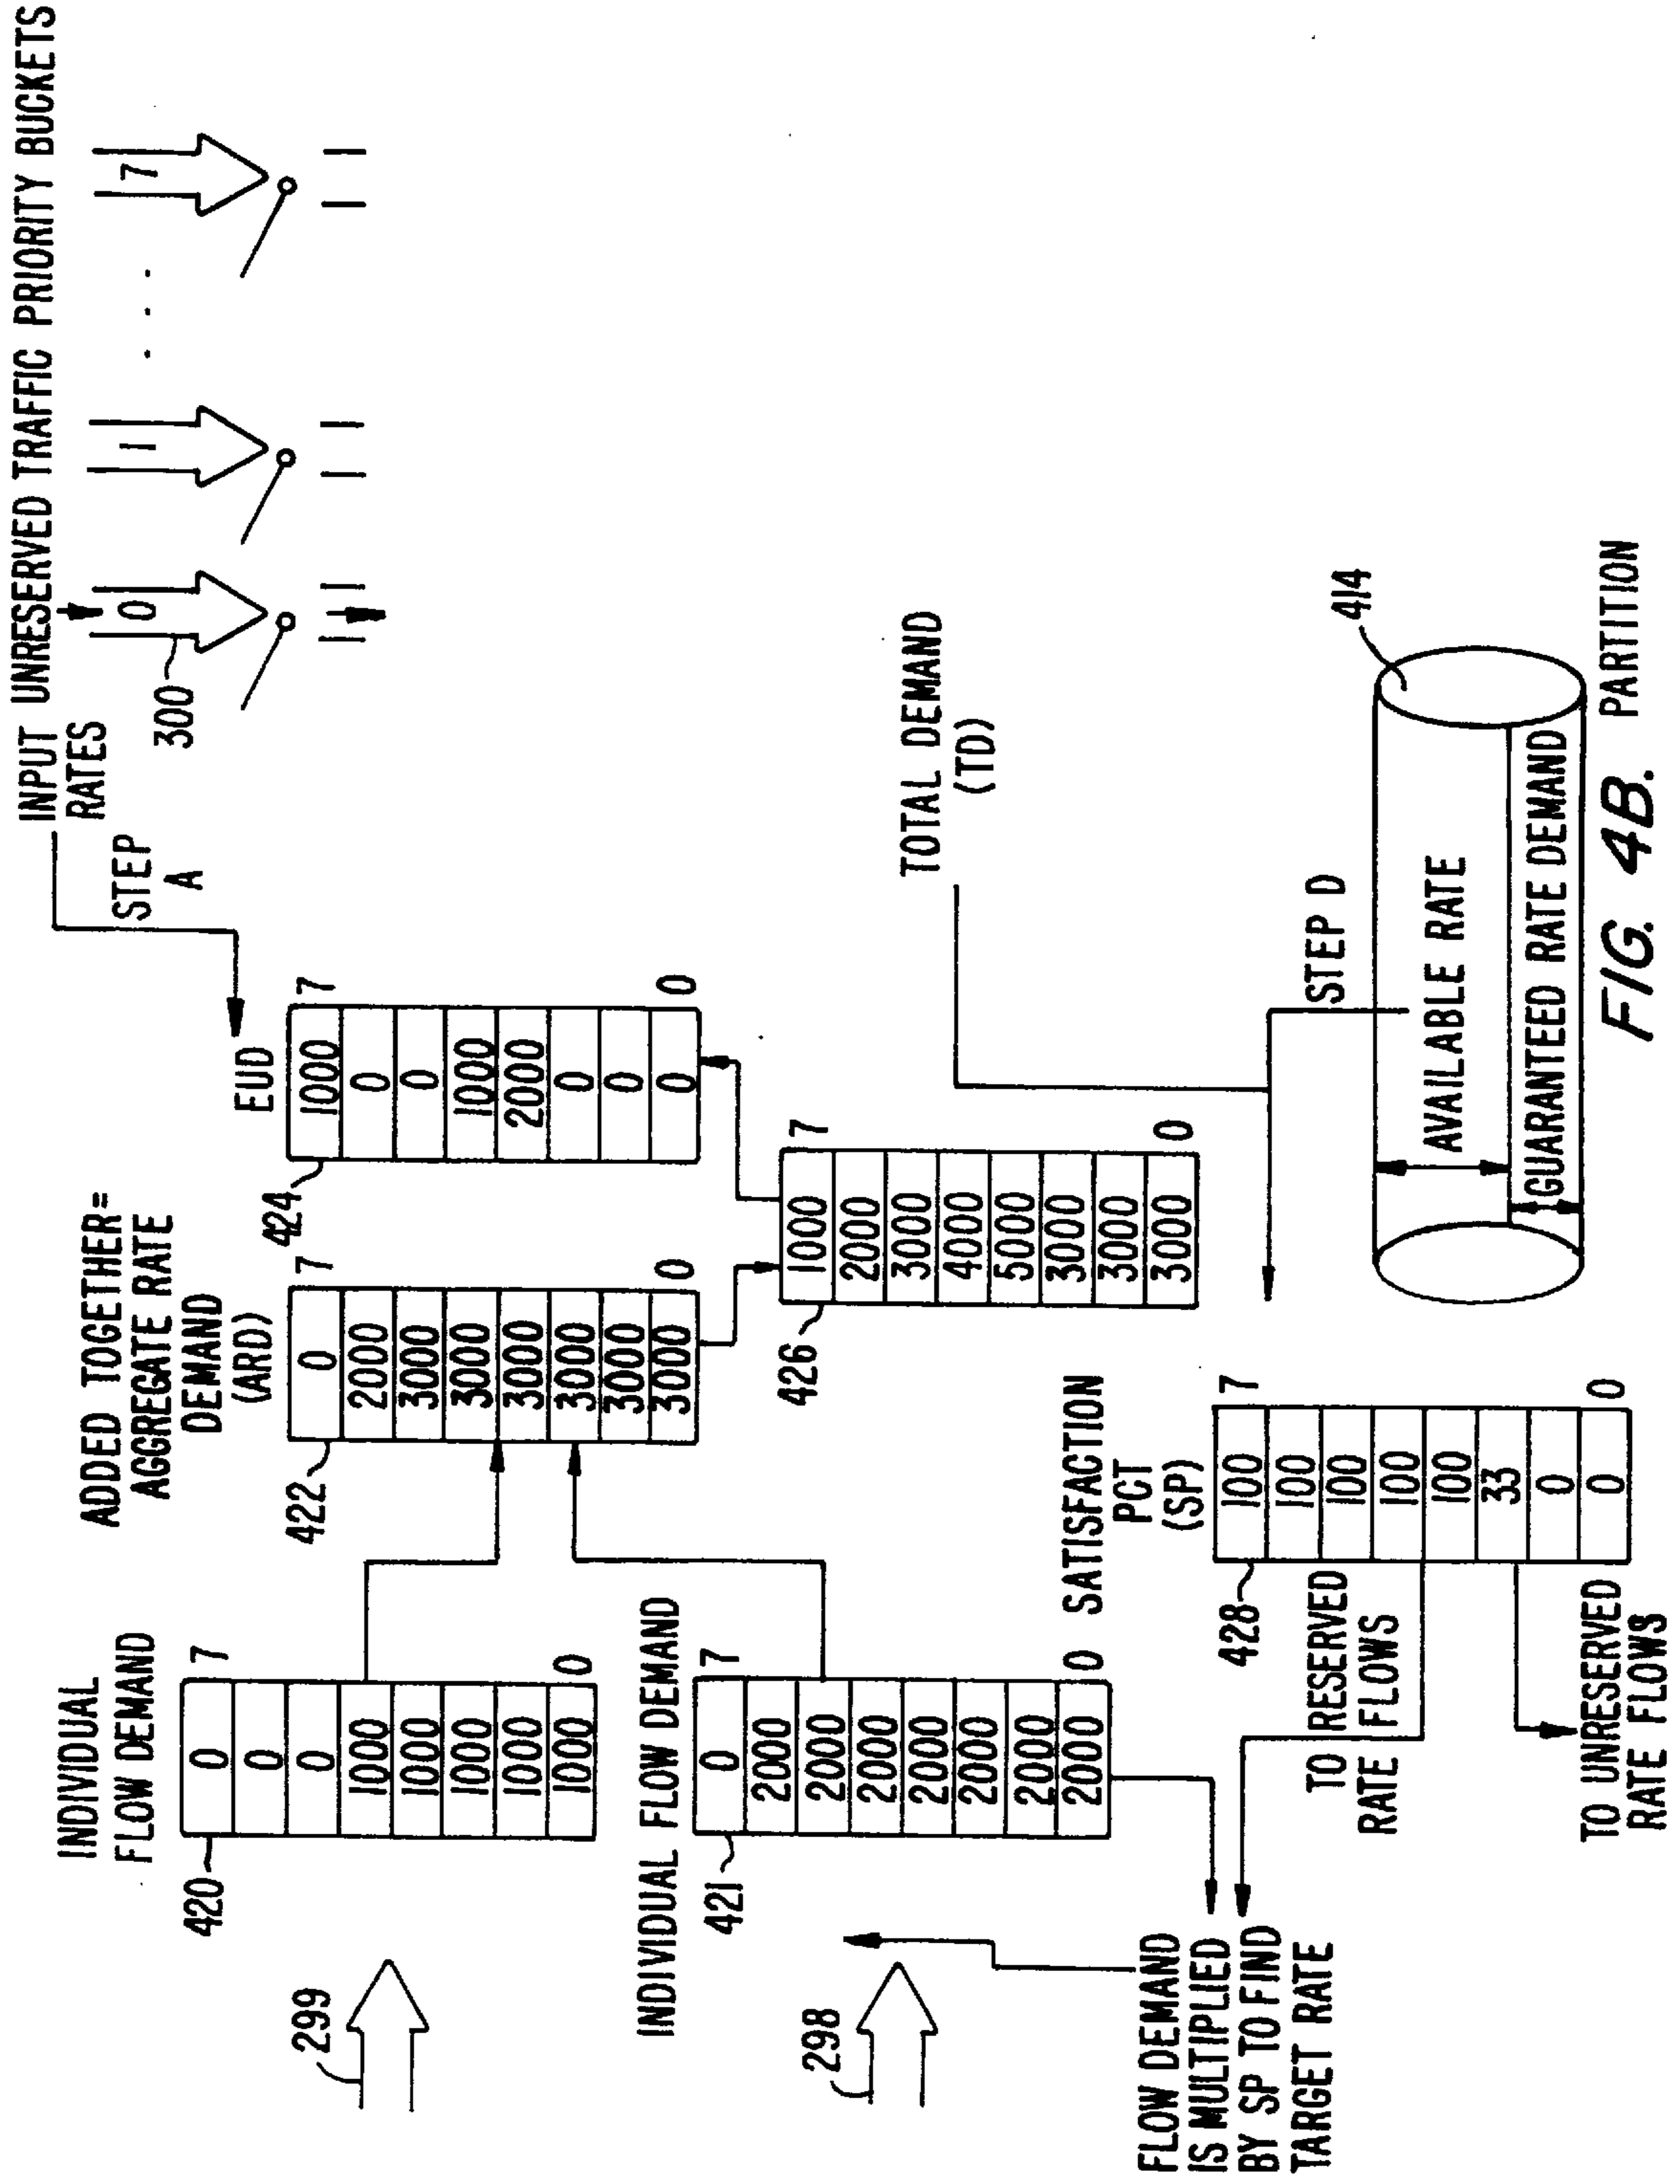 UNRESERVED TRAFFIC PRIORITY BUCKETS
INPUT
RATES
300
0
1
. . .
7
STEP
A
ADDED TOGETHER=
AGGREGATE RATE
DEMAND
(ARD)
EUD
INDIVIDUAL
FLOW DEMAND
299
420
7
0
0
0
1000
1000
1000
1000
1000
0
422
7
0
2000
3000
3000
3000
3000
3000
3000
0
424
7
1000
0
0
1000
2000
0
0
0
0
INDIVIDUAL FLOW DEMAND
298
421
7
0
2000
2000
2000
2000
2000
2000
2000
0
426
7
1000
2000
3000
4000
5000
3000
3000
3000
0
TOTAL DEMAND
(TD)
FLOW DEMAND
IS MULTIPLIED
BY SP TO FIND
TARGET RATE
SATISFACTION
PCT
(SP)
428
7
100
100
100
100
100
33
0
0
0
TO RESERVED
RATE FLOWS
TO UNRESERVED
RATE FLOWS
STEP D
414
AVAILABLE RATE
GUARANTEED RATE DEMAND
PARTITION
FIG. 4B.